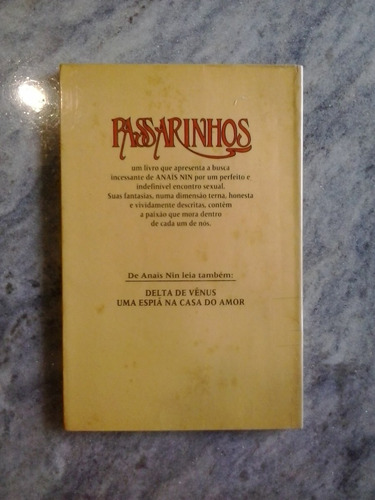 PASSARINHOS
um livro que apresenta a busca
incessante de ANAIS NIN por um perfeito e
indefinível encontro sexual.
Suas fantasias, numa dimensão terna, honesta
e vividamente descritas, contêm
a paixão que mora dentro
de cada um de nós.
De Anais Nin leia também:
DELTA DE VÊNUS
UMA ESPIÃ NA CASA DO AMOR